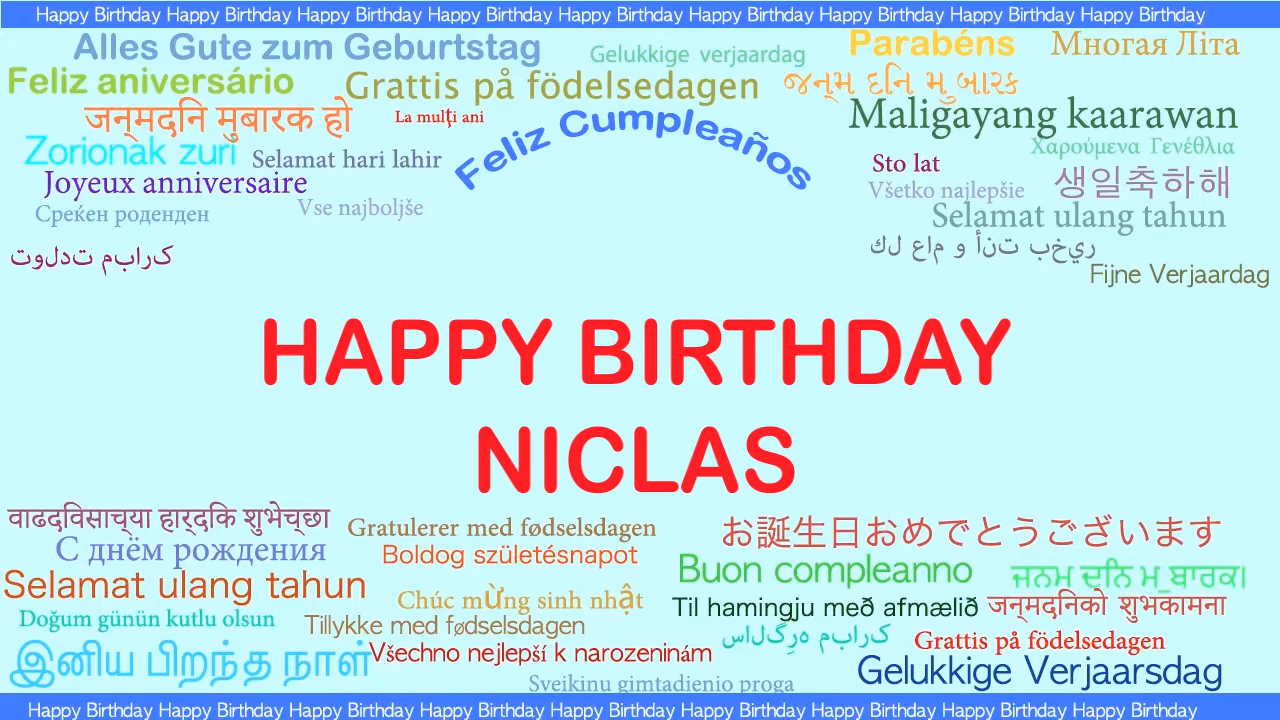 Happy Birthday Happy Birthday Happy Birthday Happy Birthday Happy Birthday Happy Birthday Happy Birthday Happy Birthday Happy Birthday
Alles Gute zum Geburtstag
Gelukkige verjaardag
Parabéns
Многая Літа
Feliz aniversário
Grattis på födelsedagen
જન્મ દનિ મુબારક
जन्मदनि मुबारक हो
La mulţi ani
Feliz Cumpleaños
Maligayang kaarawan
Zorionak zuri
Selamat hari lahir
Χαρούμενα Γενέθλια
Sto lat
Joyeux anniversaire
Všetko najlepšie
생일축하해
Среќен роденден
Vse najboljše
Selamat ulang tahun
تولدت مبارک
كل عام و أنت بخير
Fijne Verjaardag
HAPPY BIRTHDAY
NICLAS
वाढदविसाच्या हार्दकि शुभेच्छा
Gratulerer med fødselsdagen
お誕生日おめでとうございます
С днём рождения
Boldog születésnapot
Buon compleanno
ਜਨਮ ਦਨਿ ਮੁਬਾਰਕ।
Selamat ulang tahun
Chúc mừng sinh nhật
Til hamingju með afmælið
जन्मदनिको शुभकामना
Doğum günün kutlu olsun
Tillykke med fødselsdagen
سالگرہ مبارک
Grattis på födelsedagen
இனிய பிறந்த நாள்
Všechno nejlepší k narozeninám
Gelukkige Verjaarsdag
Sveikinu gimtadienio proga
Happy Birthday Happy Birthday Happy Birthday Happy Birthday Happy Birthday Happy Birthday Happy Birthday Happy Birthday Happy Birthday